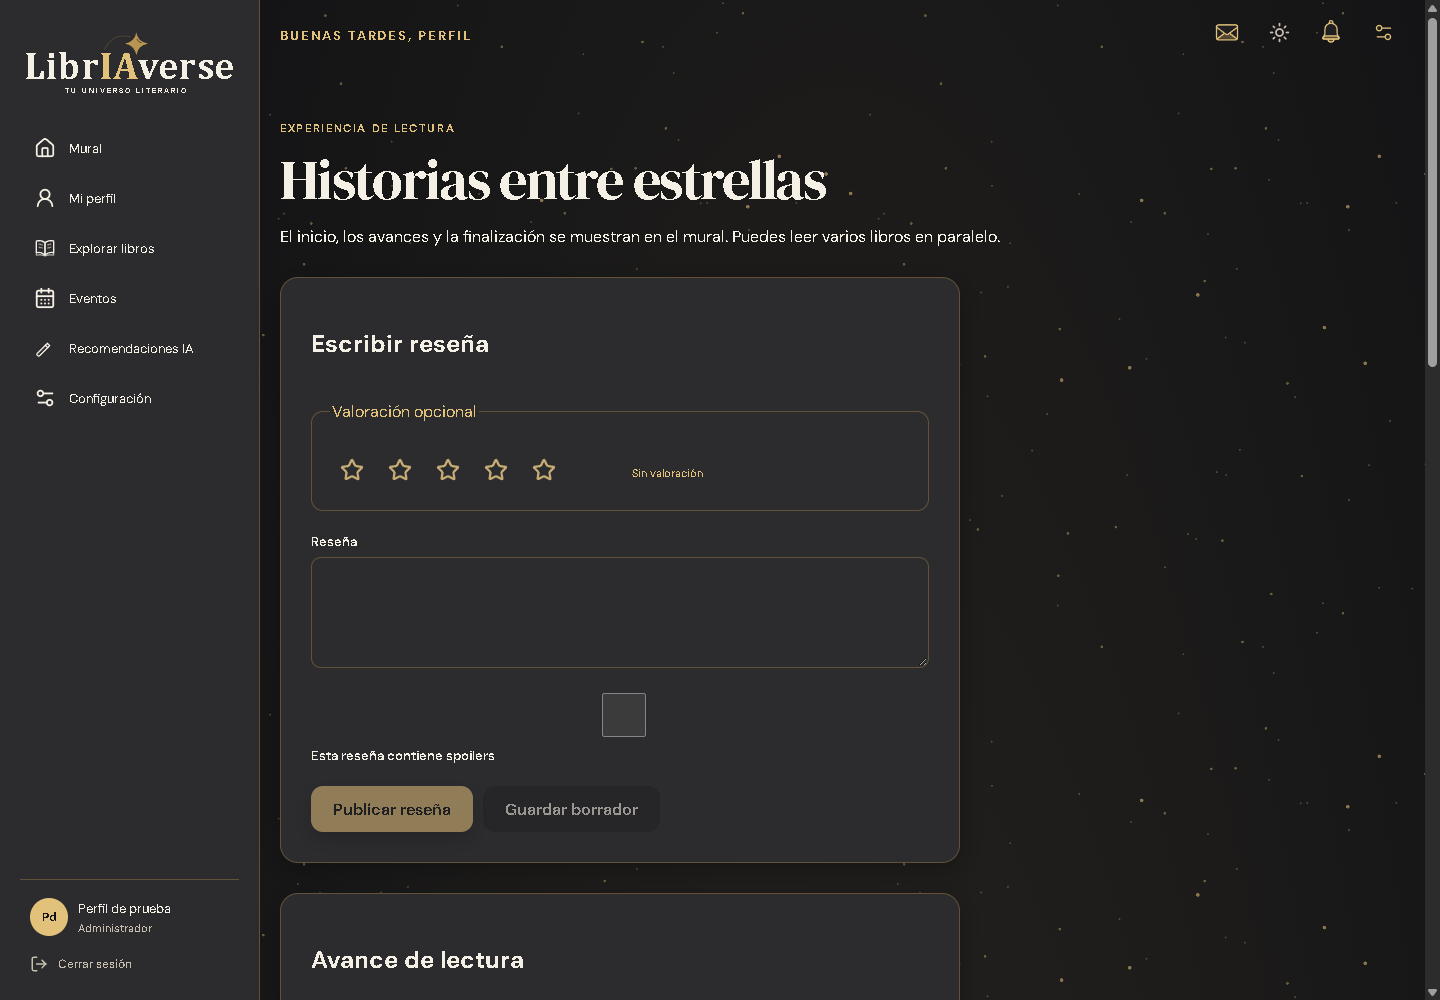 LibrIAverse
TU UNIVERSO LITERARIO
Mural
Mi perfil
Explorar libros
Eventos
Recomendaciones IA
Configuración
Pd
Perfil de prueba
Administrador
Cerrar sesión
BUENAS TARDES, PERFIL
EXPERIENCIA DE LECTURA
Historias entre estrellas
El inicio, los avances y la finalización se muestran en el mural. Puedes leer varios libros en paralelo.
Escribir reseña
Valoración opcional
Sin valoración
Reseña
Esta reseña contiene spoilers
Publicar reseña
Guardar borrador
Avance de lectura